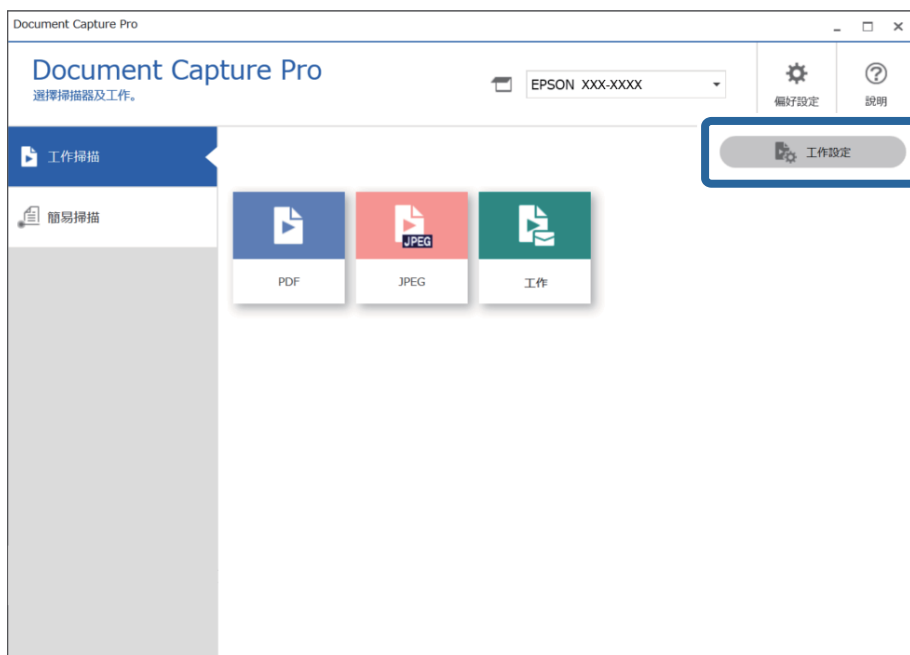 Document Capture Pro
Document Capture Pro
選擇掃描器及工作。
EPSON XXX-XXXX
偏好設定
說明
工作掃描
工作設定
簡易掃描
JPEG
PDF
JPEG
工作